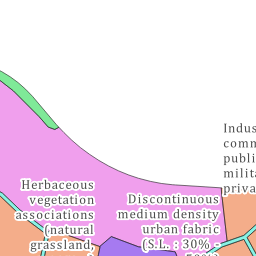 Indus
comm
publi
milita
priva
Herbaceous
vegetation
associations
(natural
grassland,
Discontinuous
medium density
urban fabric
(S.L. : 30% -